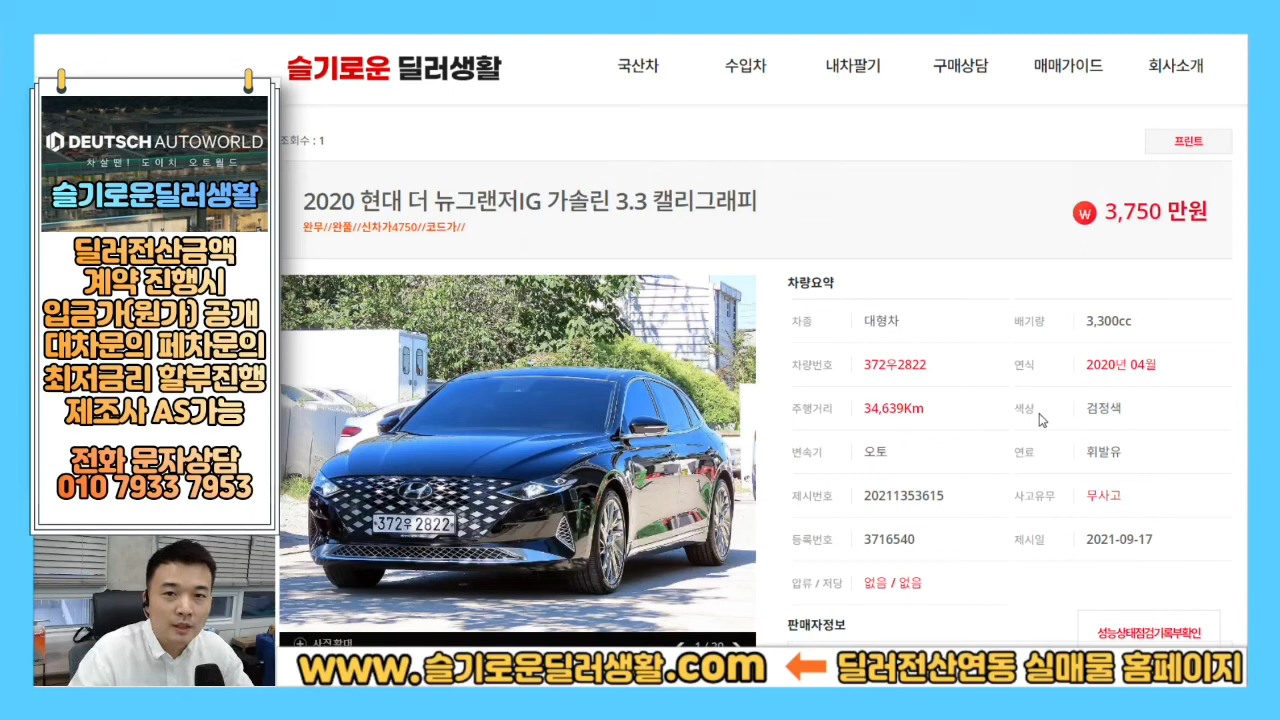 슬기로운 딜러생활
국산차
수입차
내차팔기
구매상담
매매가이드
회사소개
DEUTSCH AUTOWORLD
차살땐! 도이치 오토월드
슬기로운딜러생활
딜러전산금액
계약 진행시
입금가(원가) 공개
대차문의 폐차문의
최저금리 할부진행
제조사 AS가능
전화 문자상담
010 7933 7953
조회수 : 1
프린트
2020 현대 더 뉴그랜저IG 가솔린 3.3 캘리그래피
완무//완풀//신차가4750//코드가//
₩ 3,750 만원
372우2822
사진확대
1 / 20
차량요약
차종 대형차 배기량 3,300cc
차량번호 372우2822 연식 2020년 04월
주행거리 34,639Km 색상 검정색
변속기 오토 연료 휘발유
제시번호 20211353615 사고유무 무사고
등록번호 3716540 제시일 2021-09-17
압류 / 저당 없음 / 없음
판매자정보
성능상태점검기록부확인
www.슬기로운딜러생활.com ← 딜러전산연동 실매물 홈페이지